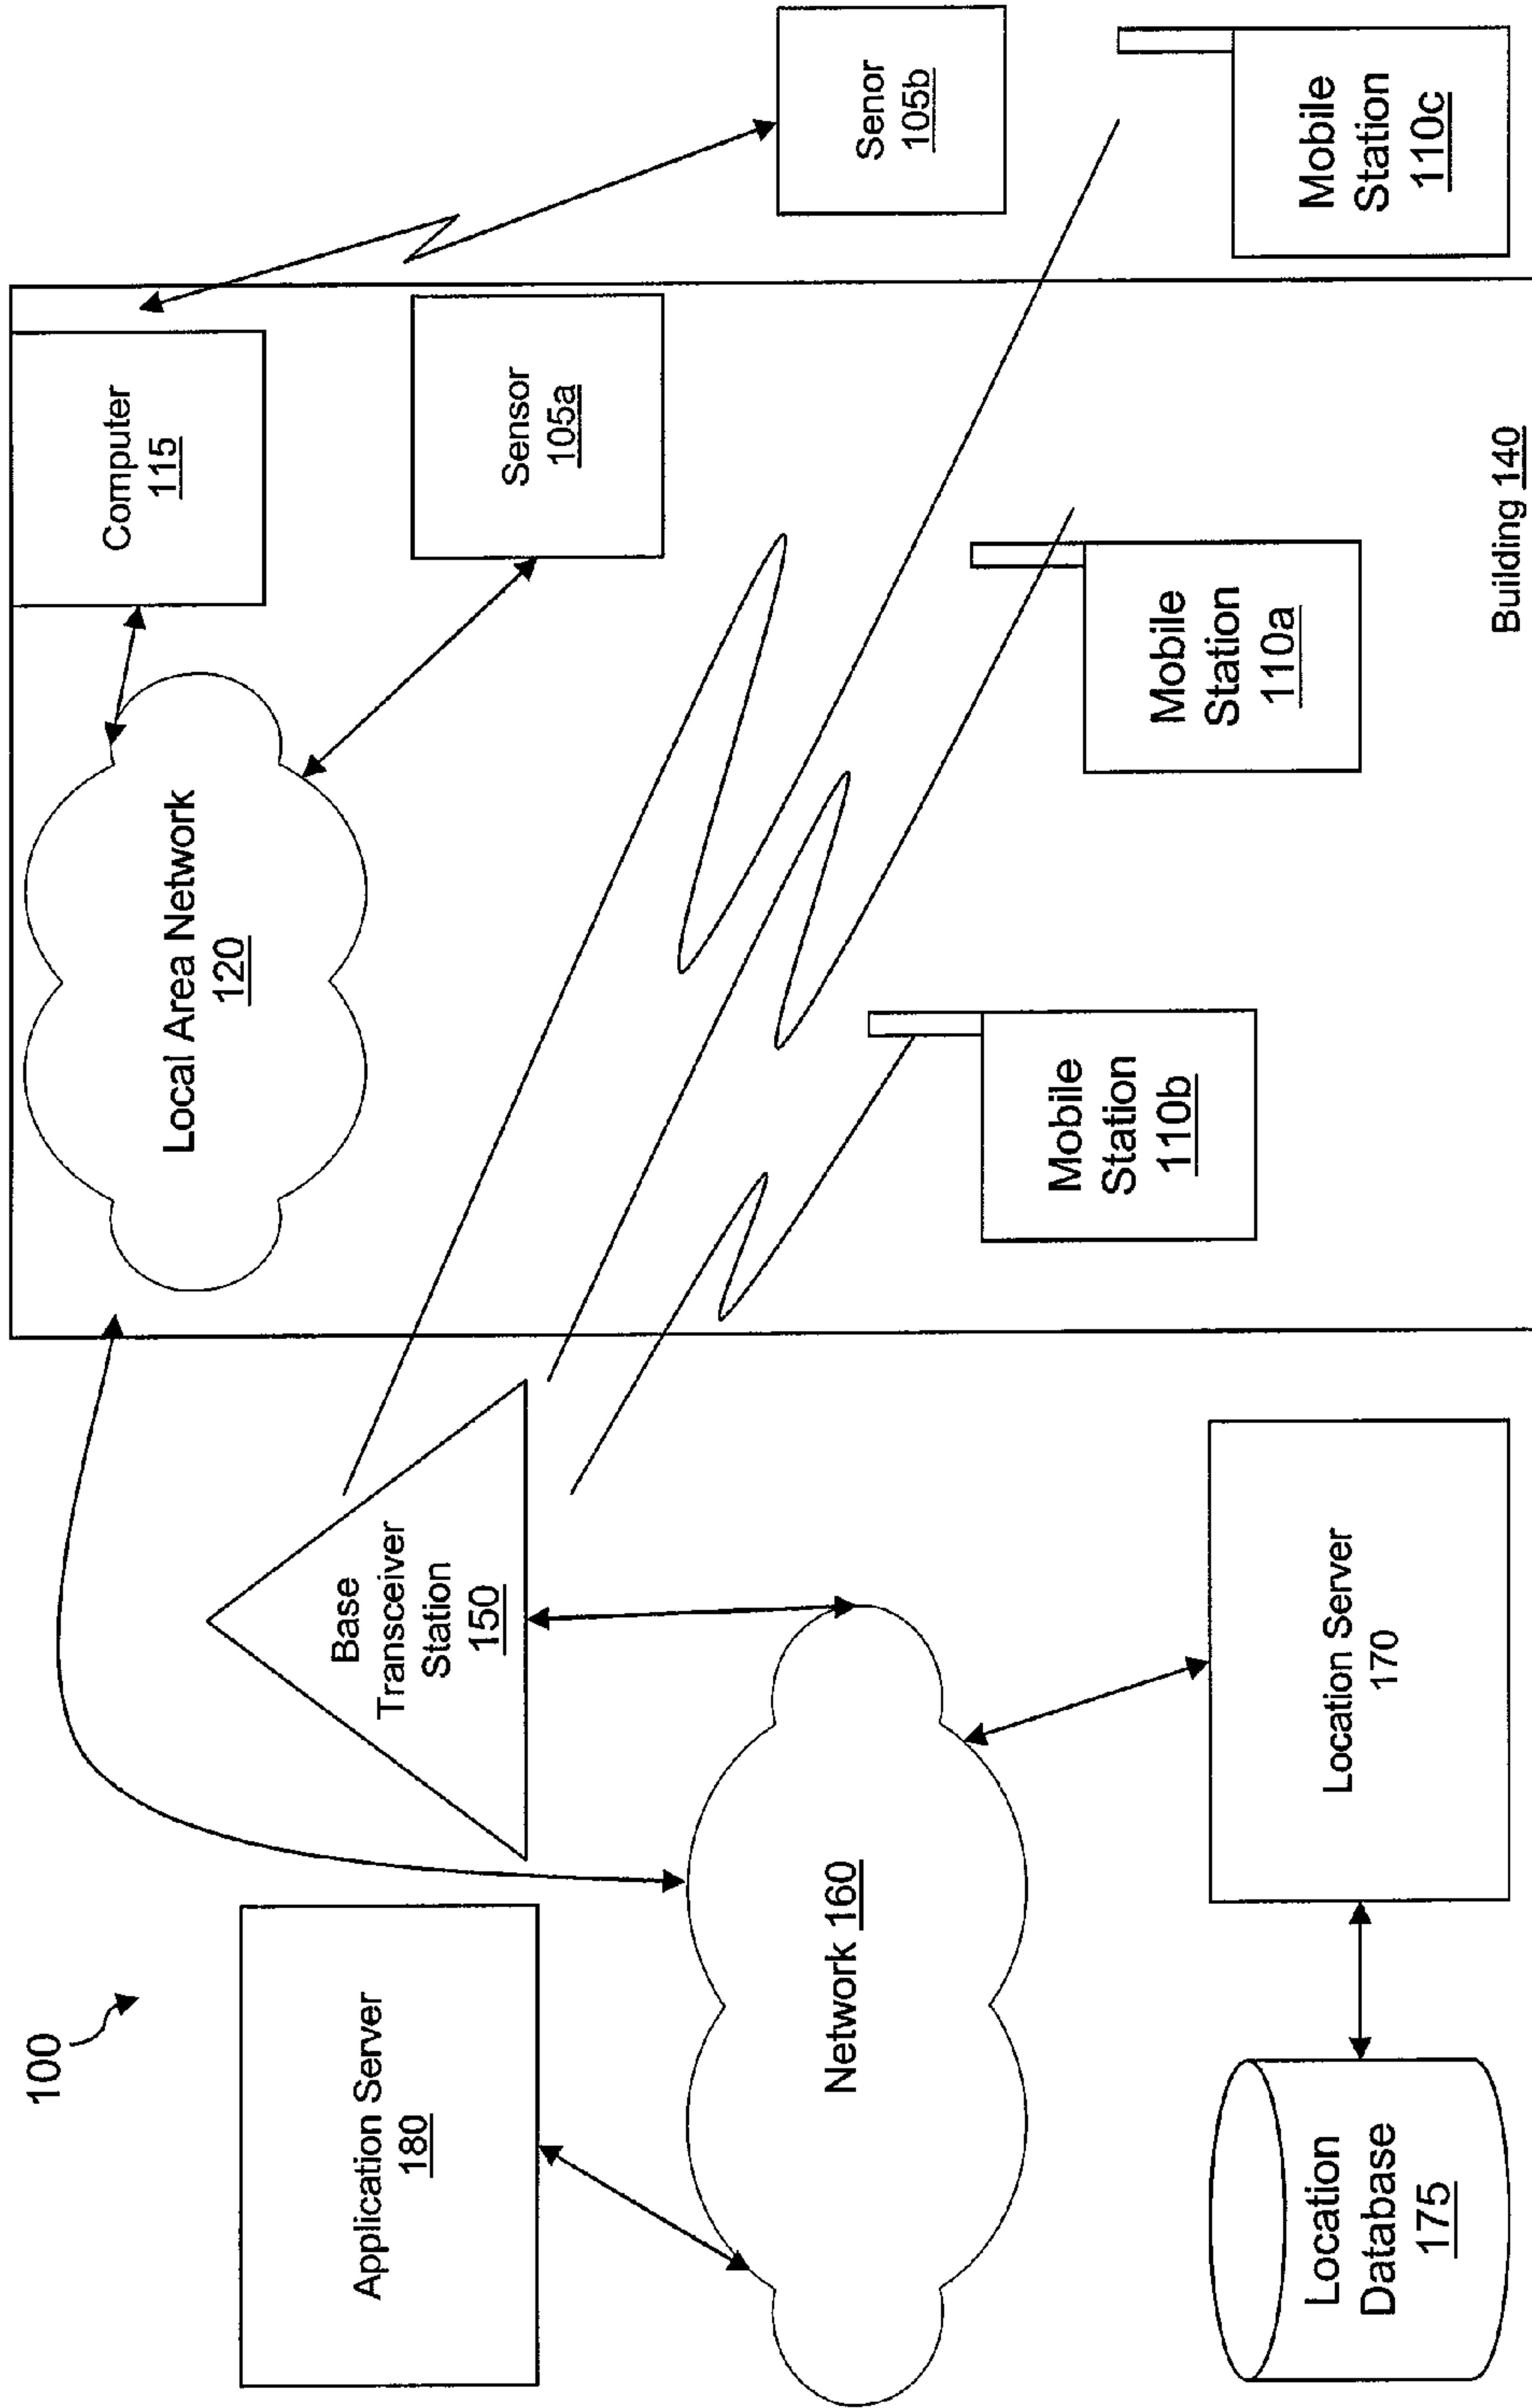 100
Application Server
180
Base
Transceiver
Station
150
Network 160
Location
Database
175
Location Server
170
Local Area Network
120
Computer
115
Sensor
105a
Senor
105b
Mobile
Station
110b
Mobile
Station
110a
Mobile
Station
110c
Building 140